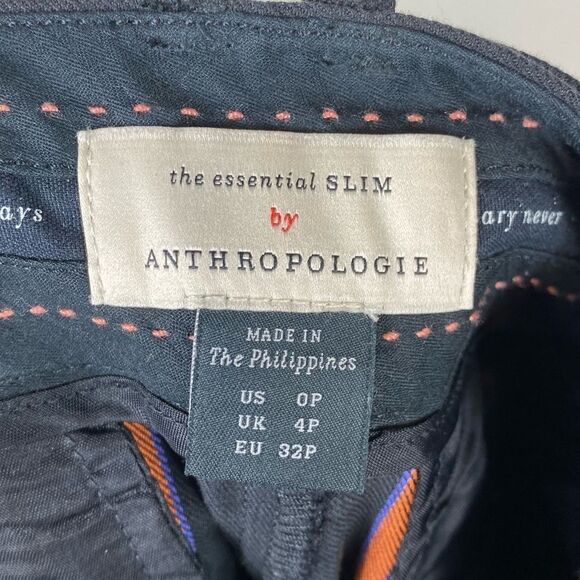 the essential SLIM
by
ANTHROPOLOGIE
ays
ary never
MADE IN
The Philippines
US 0P
UK 4P
EU 32P